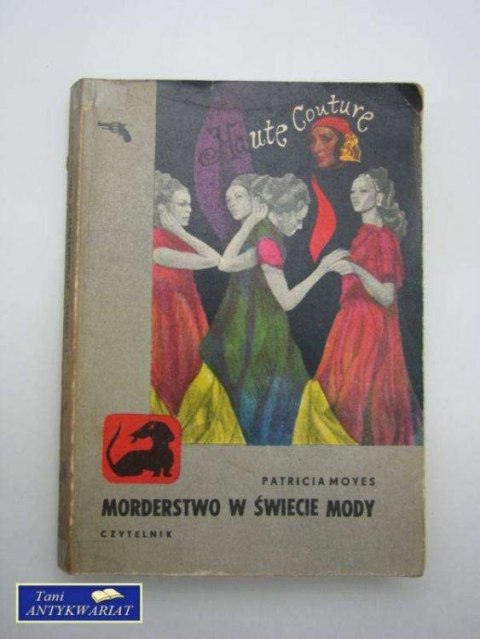 Haute Couture
PATRICIA MOYES
MORDERSTWO W ŚWIECIE MODY
CZYTELNIK
Tani
ANTYKWARIAT